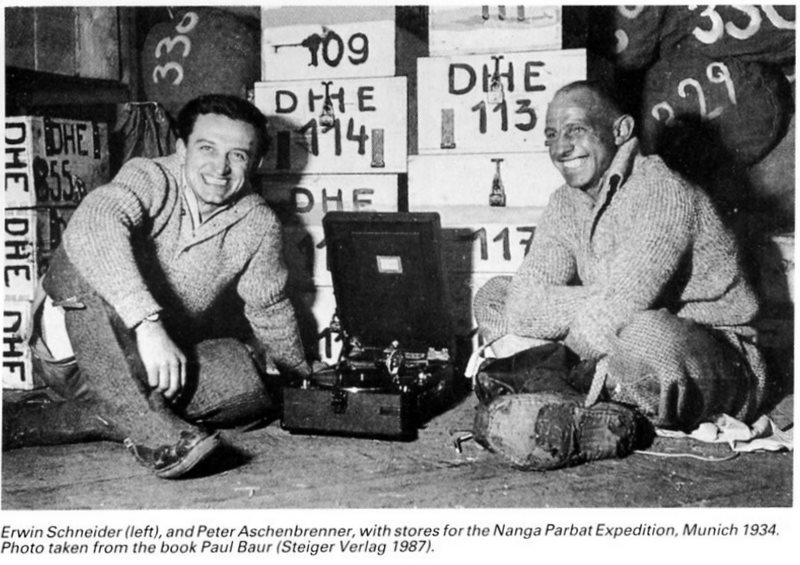 330
109
111
330
329
DHE
114
DHE
113
DHE
DHE
855
DHE
DHE
DHE
117
Erwin Schneider (left), and Peter Aschenbrenner, with stores for the Nanga Parbat Expedition, Munich 1934.
Photo taken from the book Paul Baur (Steiger Verlag 1987).